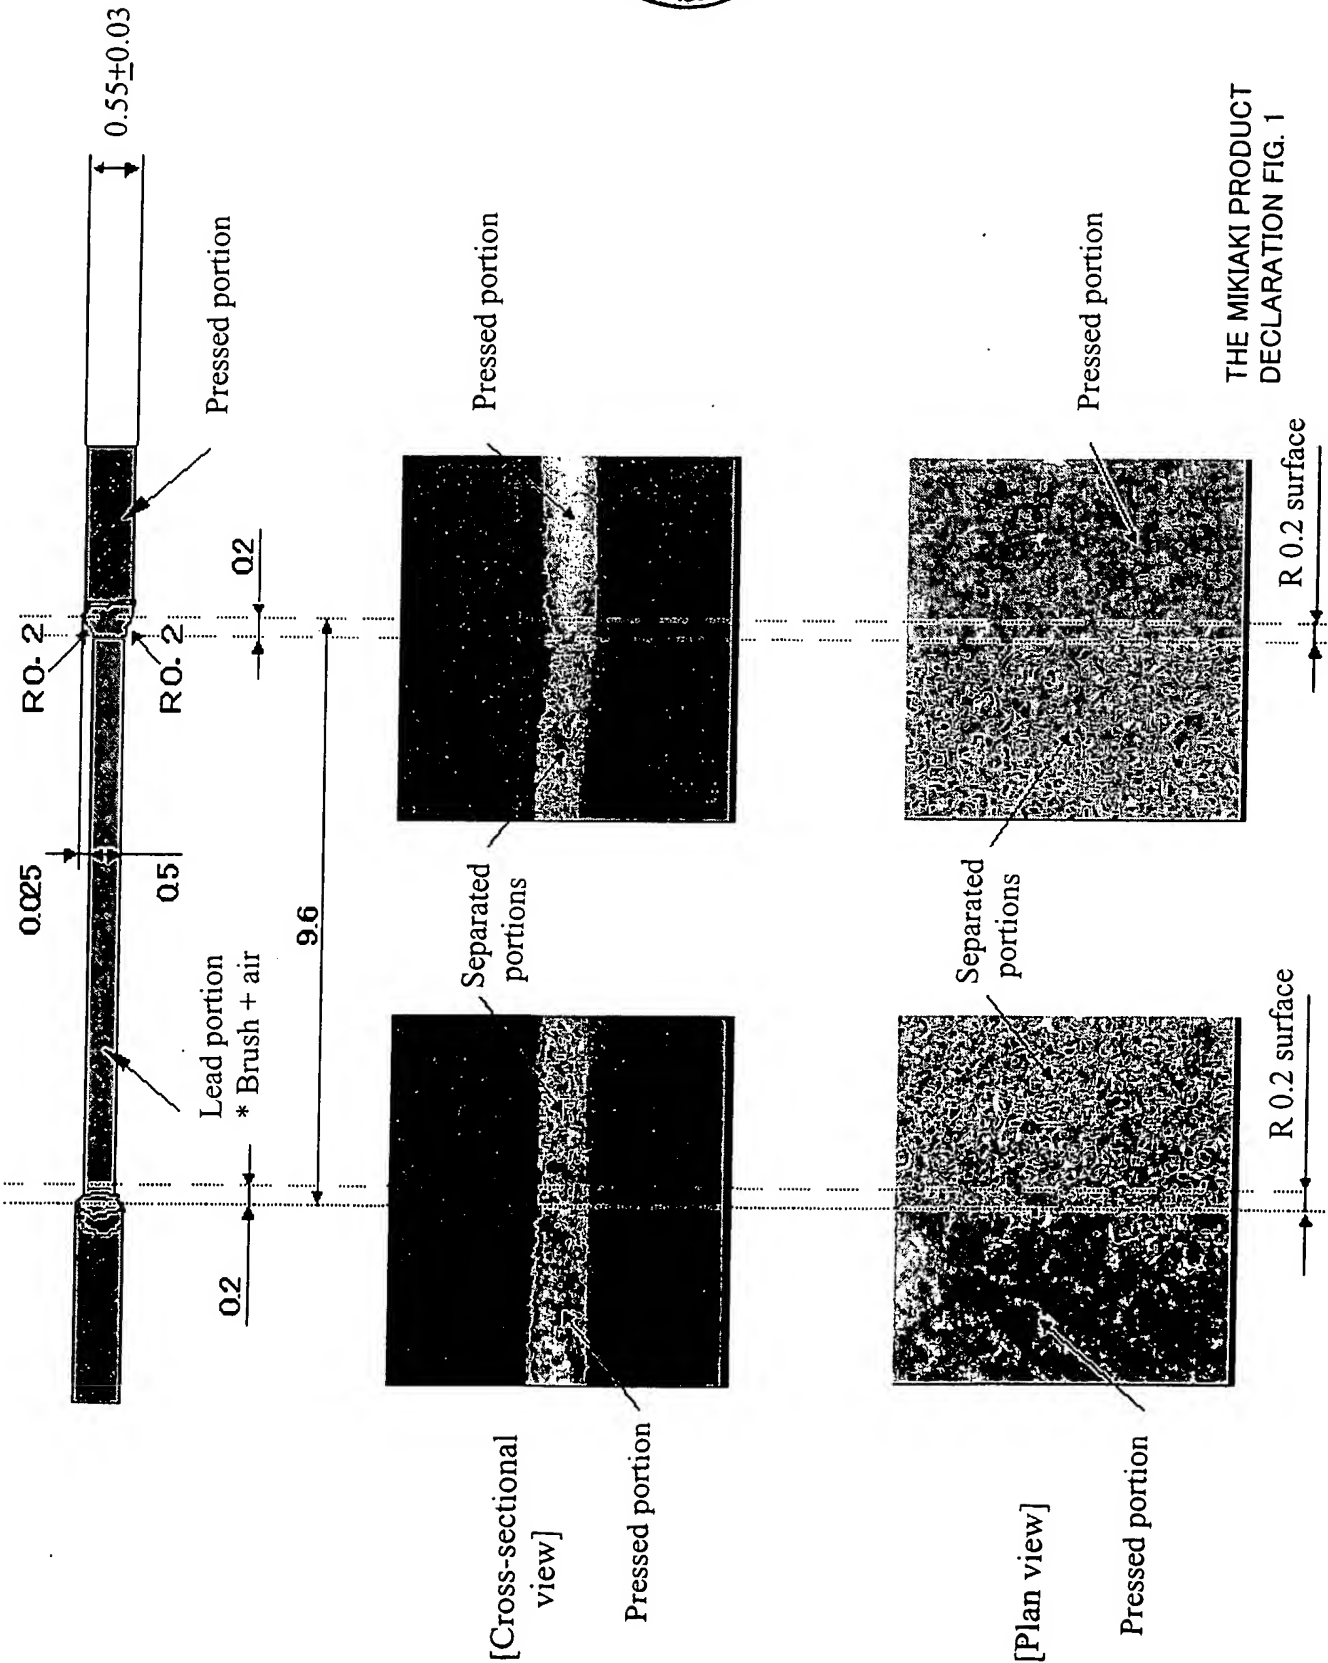 0.55±0.03
R0.2
R0.2
0.2
0.025
0.5
Pressed portion
Lead portion
* Brush + air
9.6
0.2
[Cross-sectional
view]
Pressed portion
Separated
portions
Pressed portion
[Plan view]
Pressed portion
Separated
portions
Pressed portion
R 0.2 surface
R 0.2 surface
THE MIKIAKI PRODUCT
DECLARATION FIG. 1